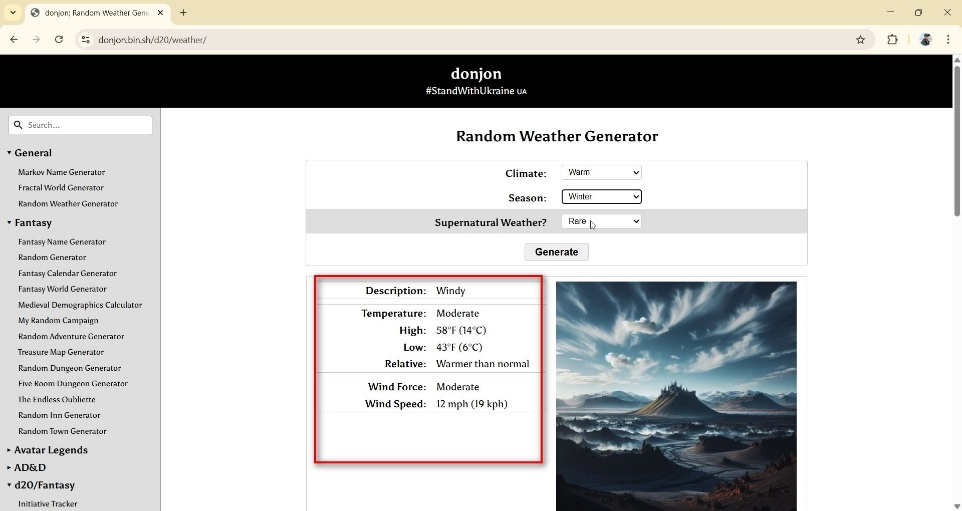 donjon; Random Weather Gene
donjon.bin.sh/d20/weather/
donjon
#StandWithUkraine UA
Search...
General
Markov Name Generator
Fractal World Generator
Random Weather Generator
Fantasy
Fantasy Name Generator
Random Generator
Fantasy Calendar Generator
Fantasy World Generator
Medieval Demographics Calculator
My Random Campaign
Random Adventure Generator
Treasure Map Generator
Random Dungeon Generator
Five Room Dungeon Generator
The Endless Oubliette
Random Inn Generator
Random Town Generator
Avatar Legends
AD&D
d20/Fantasy
Initiative Tracker
Random Weather Generator
Climate: Warm
Season: Winter
Supernatural Weather? Rare
Generate
Description: Windy
Temperature: Moderate
High: 58°F (14°C)
Low: 43°F (6°C)
Relative: Warmer than normal
Wind Force: Moderate
Wind Speed: 12 mph (19 kph)